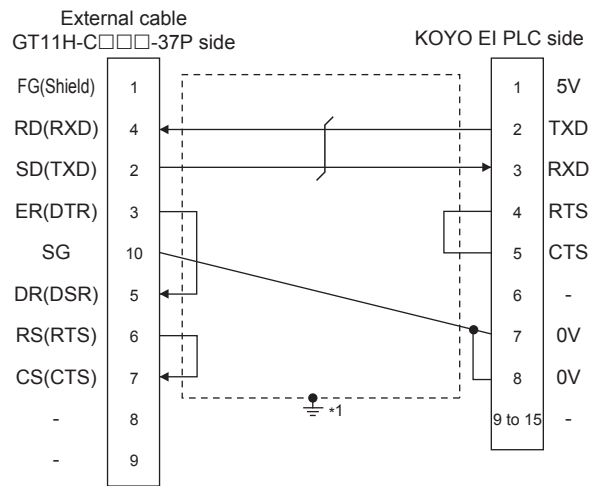 External cable
GT11H-C□□□-37P side
KOYO EI PLC side
FG(Shield) 1 1 5V
RD(RXD) 4 2 TXD
SD(TXD) 2 3 RXD
ER(DTR) 3 4 RTS
SG 10 5 CTS
DR(DSR) 5 6 -
RS(RTS) 6 7 0V
CS(CTS) 7 8 0V
- 8 9 to 15 -
*1
- 9